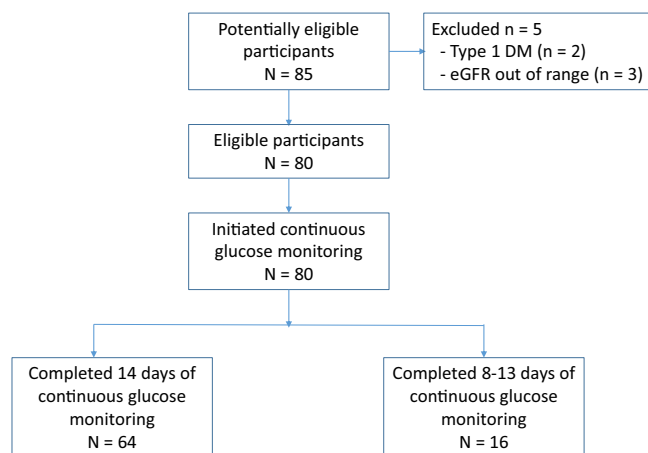 Potentially eligible
participants
N = 85
Excluded n = 5
- Type 1 DM (n = 2)
- eGFR out of range (n = 3)
Eligible participants
N = 80
Initiated continuous
glucose monitoring
N = 80
Completed 14 days of
continuous glucose
monitoring
N = 64
Completed 8-13 days of
continuous glucose
monitoring
N = 16